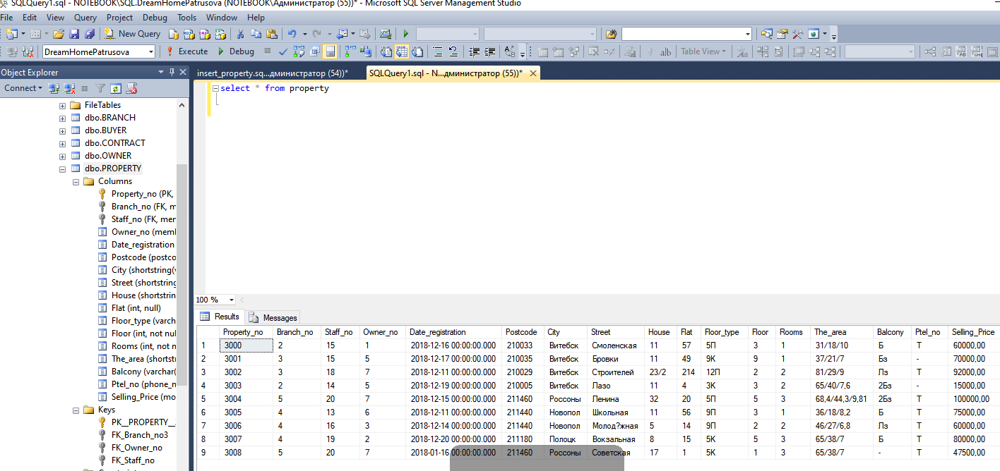 SQLQuery1.sql - NOTEBOOK\SQL.DreamHomePatrusova (NOTEBOOK\Администратор (55))* - Microsoft SQL Server Management Studio
File Edit View Query Project Debug Tools Window Help
New Query
DreamHomePatrusova Execute Debug Table View
Object Explorer
insert_property.sq...дминистратор (54))* SQLQuery1.sql - N...дминистратор (55))*
Connect
select * from property
FileTables
dbo.BRANCH
dbo.BUYER
dbo.CONTRACT
dbo.OWNER
dbo.PROPERTY
Columns
Property_no (PK,
Branch_no (FK, m
Staff_no (FK, mem
Owner_no (meml
Date_registration
Postcode (postco
City (shortstring(
Street (shortstring
House (shortstrin
Flat (int, null)
Floor_type (varch
Floor (int, not nul
Rooms (int, not n
The_area (shortst
Balcony (varchar(
Ptel_no (phone_n
Selling_Price (mo
Keys
PK__PROPERTY__
FK_Branch_no3
FK_Owner_no
FK_Staff_no
100 %
Results Messages
Property_no Branch_no Staff_no Owner_no Date_registration Postcode City Street House Flat Floor_type Floor Rooms The_area Balcony Ptel_no Selling_Price
1 3000 2 15 1 2018-12-16 00:00:00.000 210033 Витебск Смоленская 11 57 5П 3 1 31/18/10 Б Т 60000,00
2 3001 3 15 5 2018-12-17 00:00:00.000 210035 Витебск Бровки 11 49 9К 9 1 37/21/7 Бз - 70000,00
3 3002 3 18 7 2018-12-11 00:00:00.000 210029 Витебск Строителей 23/2 214 12П 2 2 81/29/9 Лз Т 92000,00
4 3003 2 14 5 2018-12-19 00:00:00.000 210005 Витебск Лазо 11 4 3К 3 2 65/40/7,6 2Бз - 15000,00
5 3004 5 20 7 2018-12-15 00:00:00.000 211460 Россоны Ленина 32 20 5П 5 3 68,4/44,3/9,81 2Бз Т 100000,00
6 3005 4 13 6 2018-12-11 00:00:00.000 211440 Новопол Школьная 11 56 9П 3 1 36/18/8,2 Б Т 75000,00
7 3006 4 16 3 2018-12-14 00:00:00.000 211440 Новопол Молод?жная 5 14 9П 2 2 46/27/6,8 Лз Т 60000,00
8 3007 4 19 2 2018-12-20 00:00:00.000 211180 Полоцк Вокзальная 8 15 5К 5 3 65/38/7 Б Т 80000,00
9 3008 5 20 7 2018-01-16 00:00:00.000 211460 Россоны Советская 17 1 5К 1 3 65/38/7 - Т 47500,00